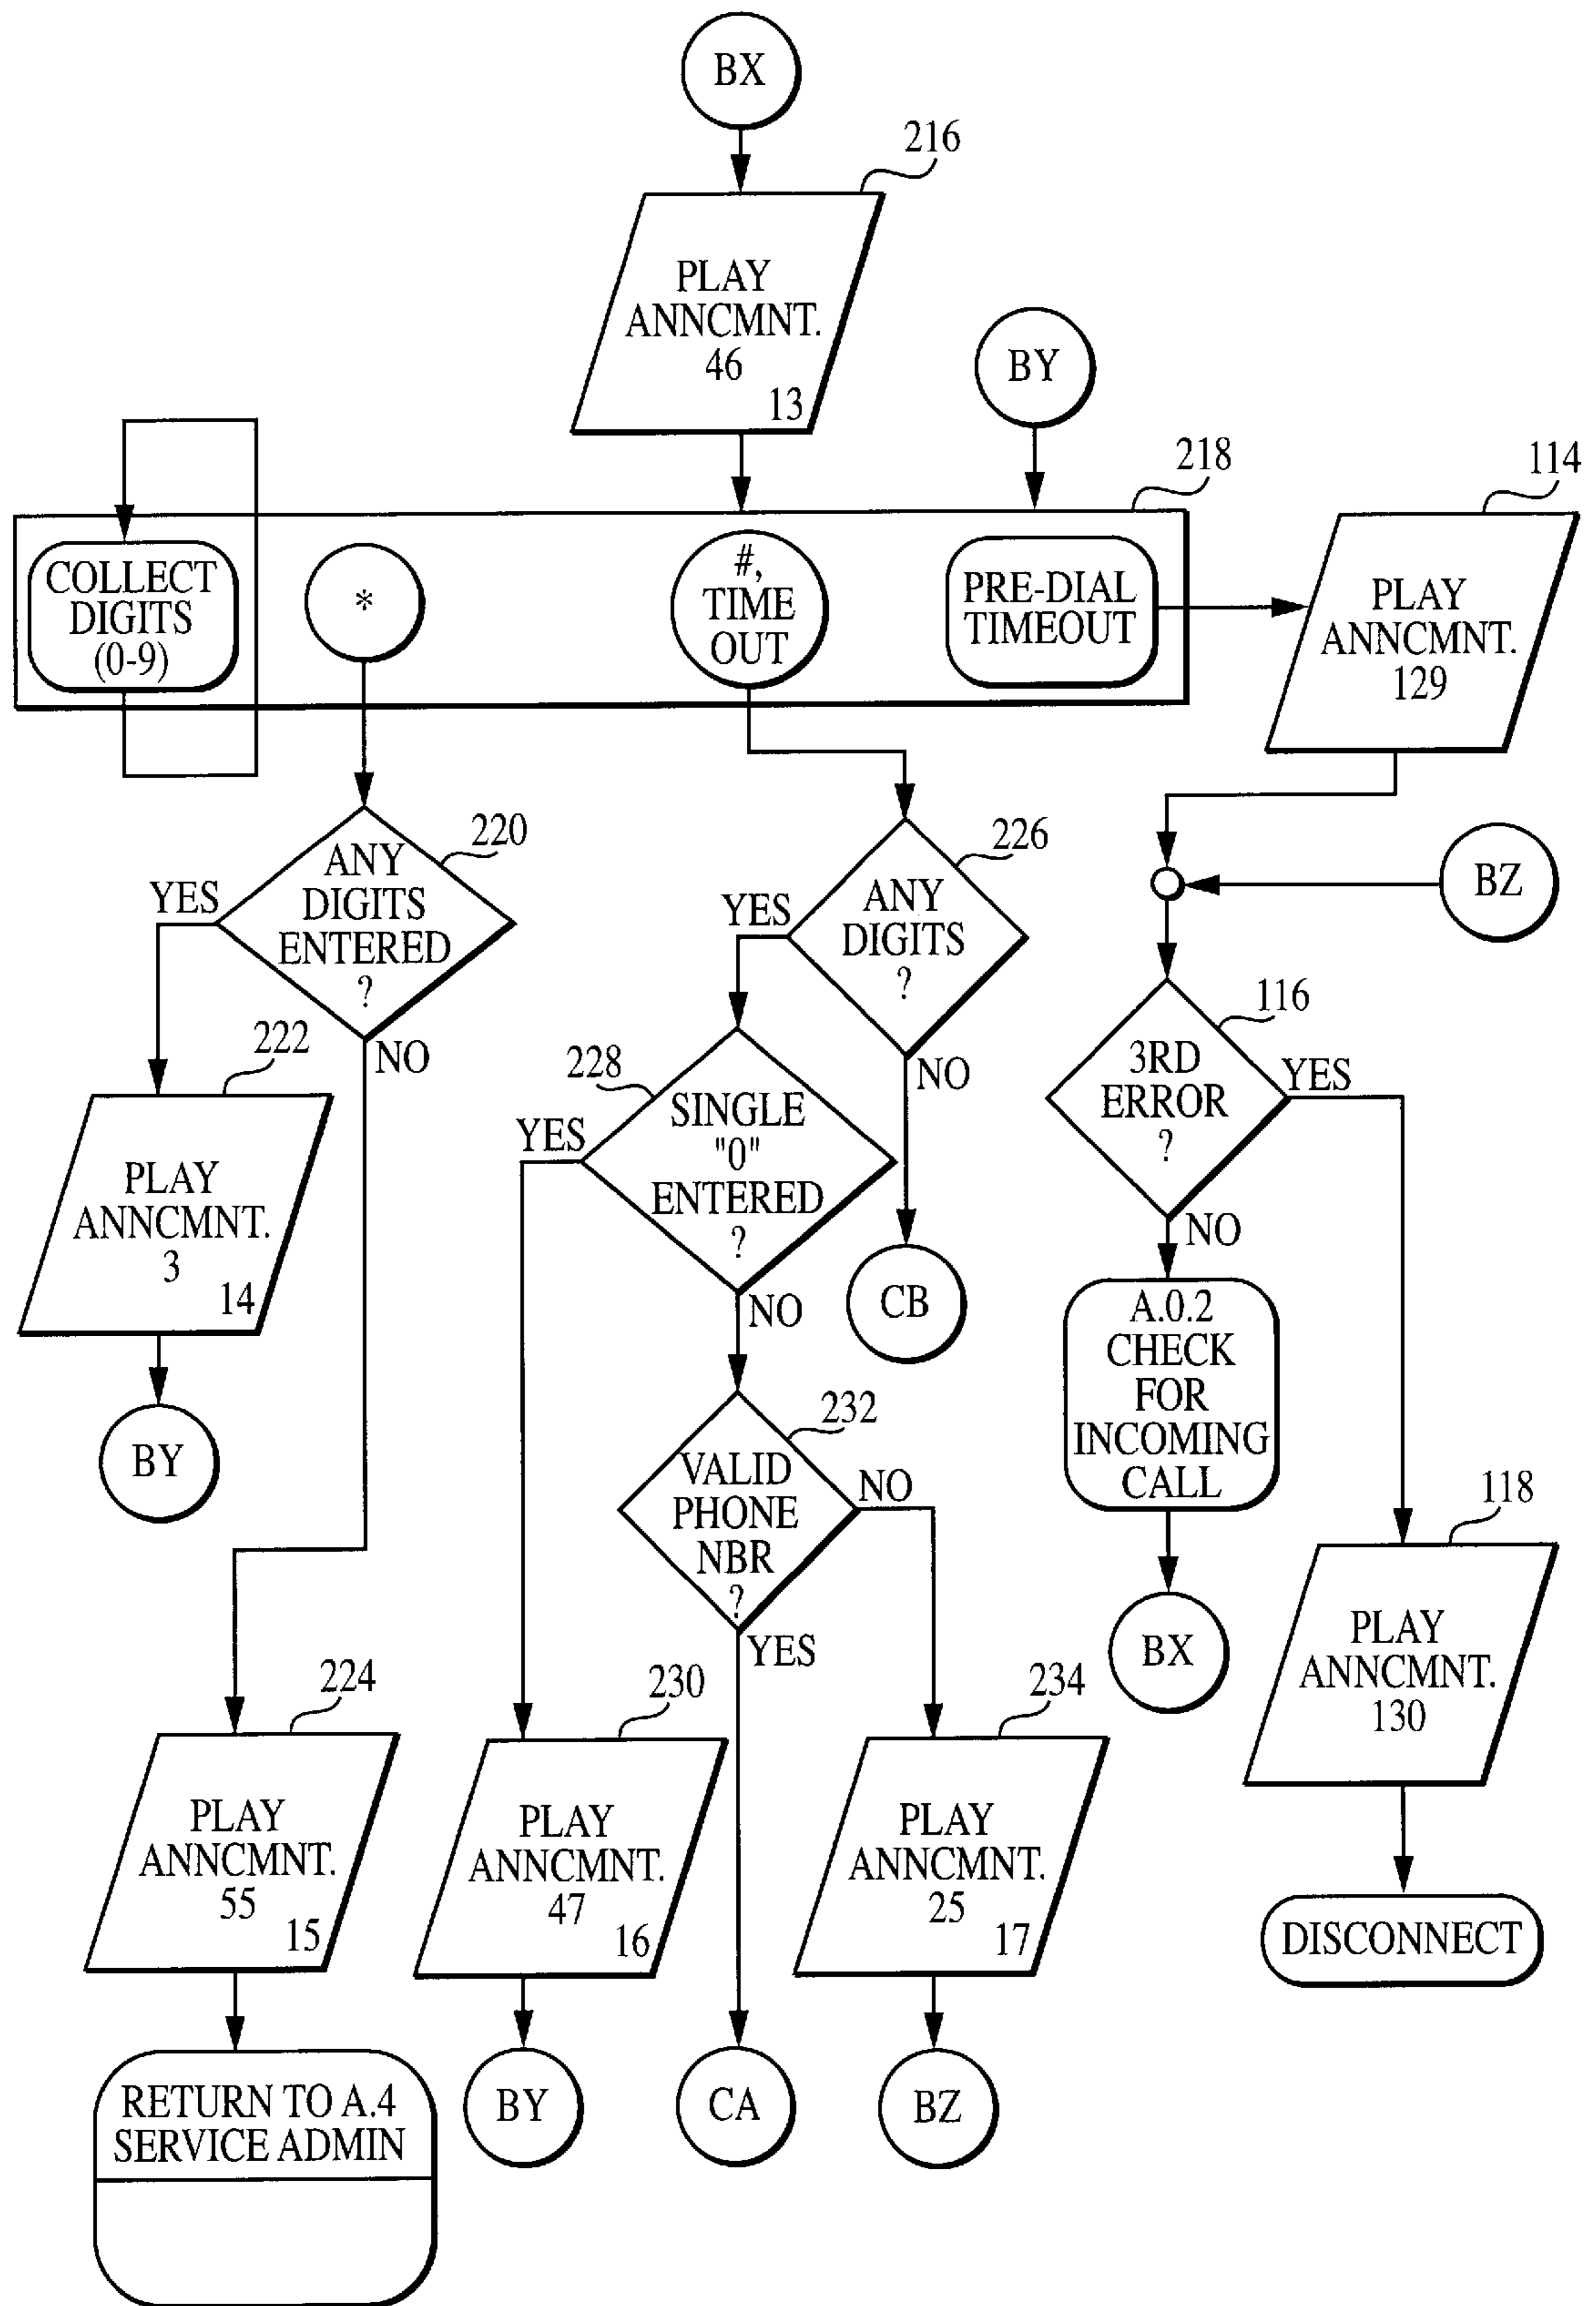 BX
216
PLAY
ANNCMNT.
46
13
BY
218
114
COLLECT
DIGITS
(0-9)
*
#,
TIME
OUT
PRE-DIAL
TIMEOUT
PLAY
ANNCMNT.
129
220
ANY
DIGITS
ENTERED
?
YES
NO
226
ANY
DIGITS
?
YES
NO
BZ
116
3RD
ERROR
?
YES
NO
222
PLAY
ANNCMNT.
3
14
BY
228
SINGLE
"0"
ENTERED
?
YES
NO
CB
A.0.2
CHECK
FOR
INCOMING
CALL
BX
232
VALID
PHONE
NBR
?
NO
YES
118
PLAY
ANNCMNT.
130
DISCONNECT
224
PLAY
ANNCMNT.
55
15
230
PLAY
ANNCMNT.
47
16
234
PLAY
ANNCMNT.
25
17
RETURN TO A.4
SERVICE ADMIN
BY
CA
BZ